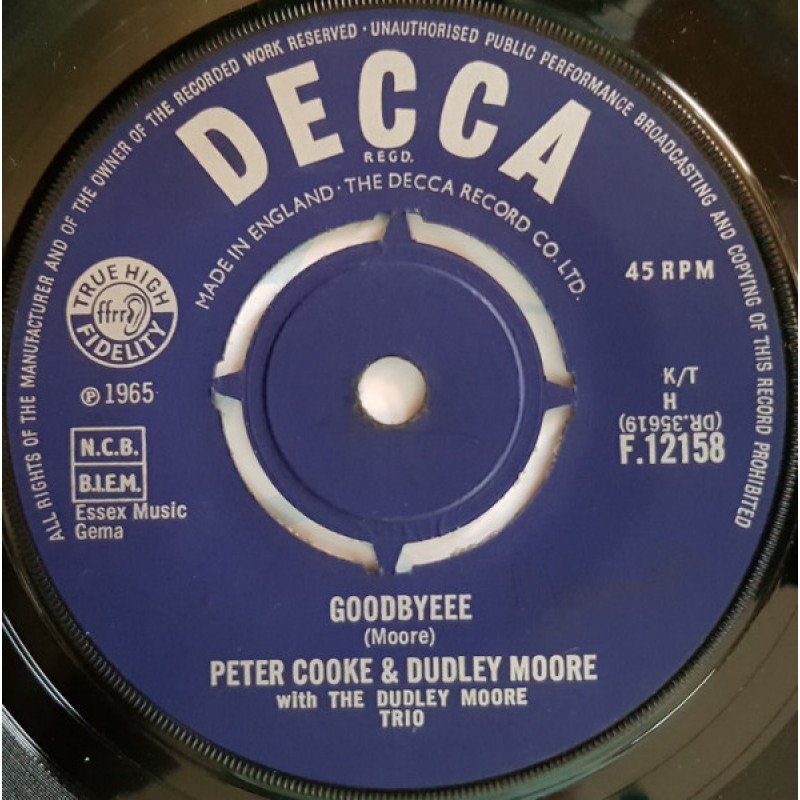 ALL RIGHTS OF THE MANUFACTURER AND OF THE OWNER OF THE RECORDED WORK RESERVED · UNAUTHORISED PUBLIC PERFORMANCE BROADCASTING AND COPYING OF THIS RECORD PROHIBITED
DECCA
REGD.
MADE IN ENGLAND · THE DECCA RECORD CO. LTD.
TRUE HIGH
ffrr
FIDELITY
45 RPM
℗ 1965
K/T
H
(DR.35619)
F.12158
N.C.B.
B.I.E.M.
Essex Music
Gema
GOODBYEEE
(Moore)
PETER COOKE & DUDLEY MOORE
with THE DUDLEY MOORE
TRIO